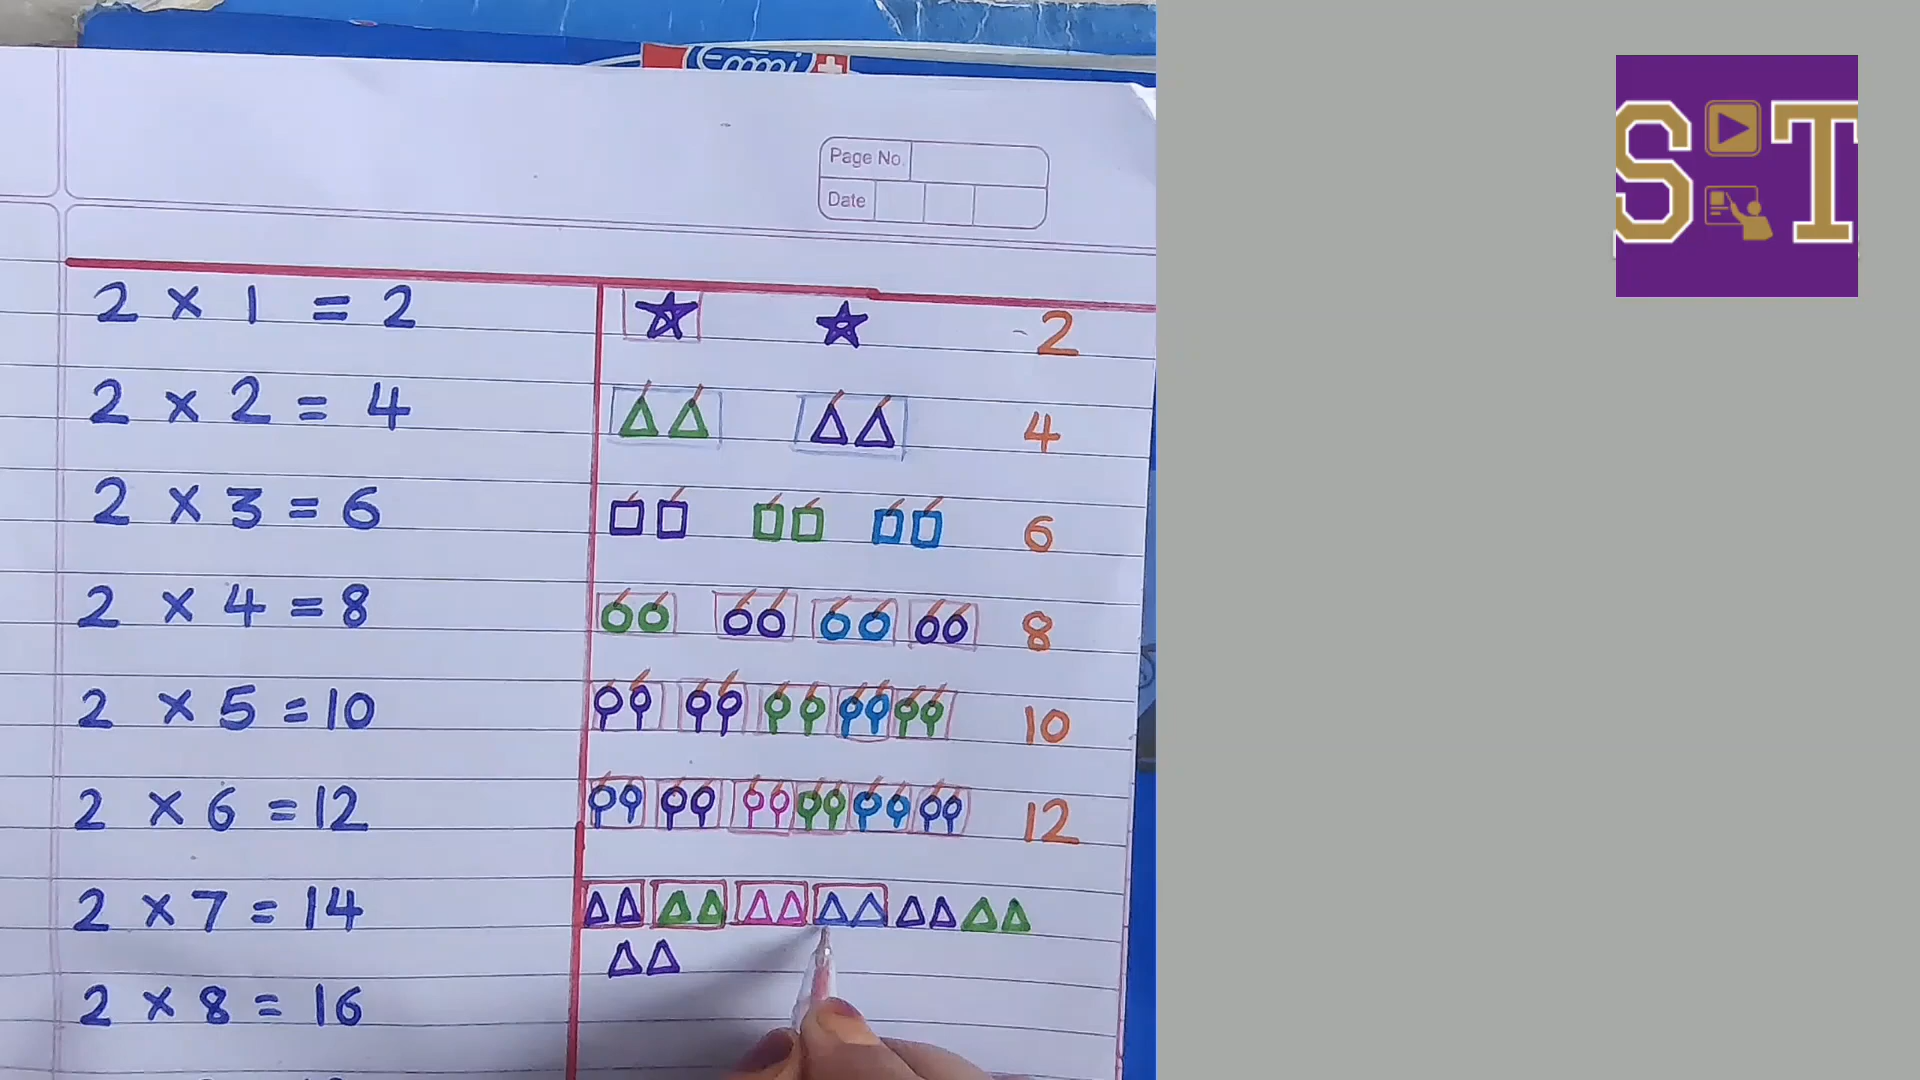 Emmi
Page No.
Date
S T
2 × 1 = 2 2
2 × 2 = 4 4
2 × 3 = 6 6
2 × 4 = 8 8
2 × 5 = 10 10
2 × 6 = 12 12
2 × 7 = 14
2 × 8 = 16